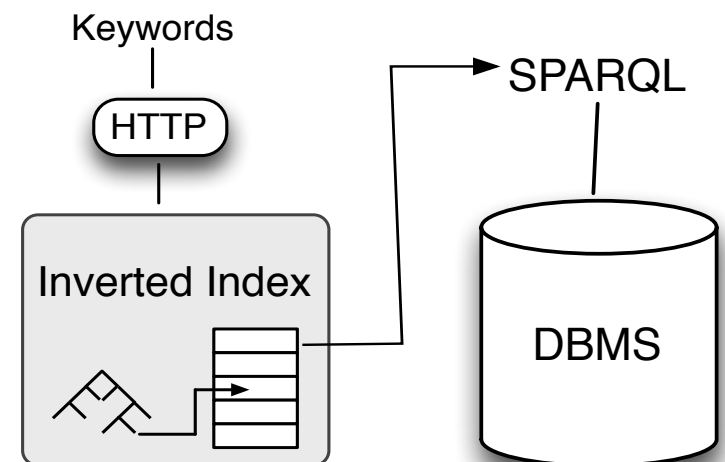 Keywords
HTTP
Inverted Index
SPARQL
DBMS